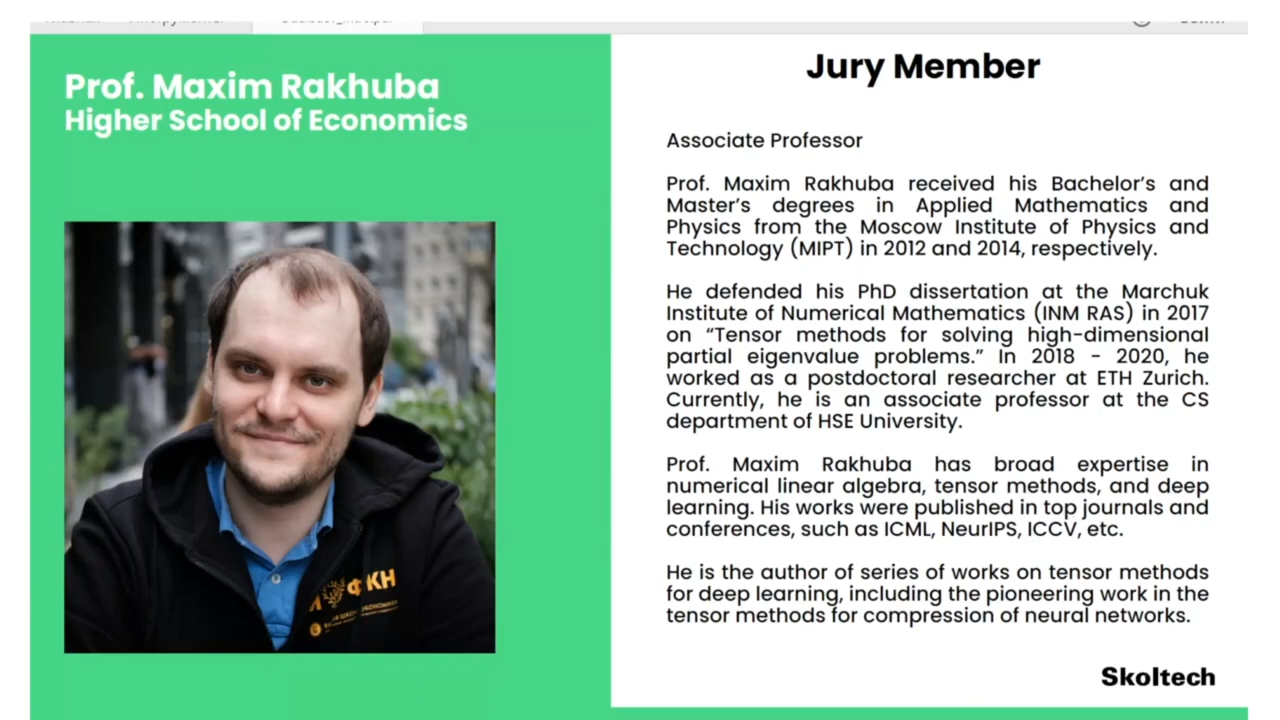 Prof. Maxim Rakhuba
Higher School of Economics
Jury Member
Associate Professor
Prof. Maxim Rakhuba received his Bachelor's and
Master's degrees in Applied Mathematics and
Physics from the Moscow Institute of Physics and
Technology (MIPT) in 2012 and 2014, respectively.
He defended his PhD dissertation at the Marchuk
Institute of Numerical Mathematics (INM RAS) in 2017
on “Tensor methods for solving high-dimensional
partial eigenvalue problems.” In 2018 - 2020, he
worked as a postdoctoral researcher at ETH Zurich.
Currently, he is an associate professor at the CS
department of HSE University.
Prof. Maxim Rakhuba has broad expertise in
numerical linear algebra, tensor methods, and deep
learning. His works were published in top journals and
conferences, such as ICML, NeurIPS, ICCV, etc.
He is the author of series of works on tensor methods
for deep learning, including the pioneering work in the
tensor methods for compression of neural networks.
ФКН
Skoltech